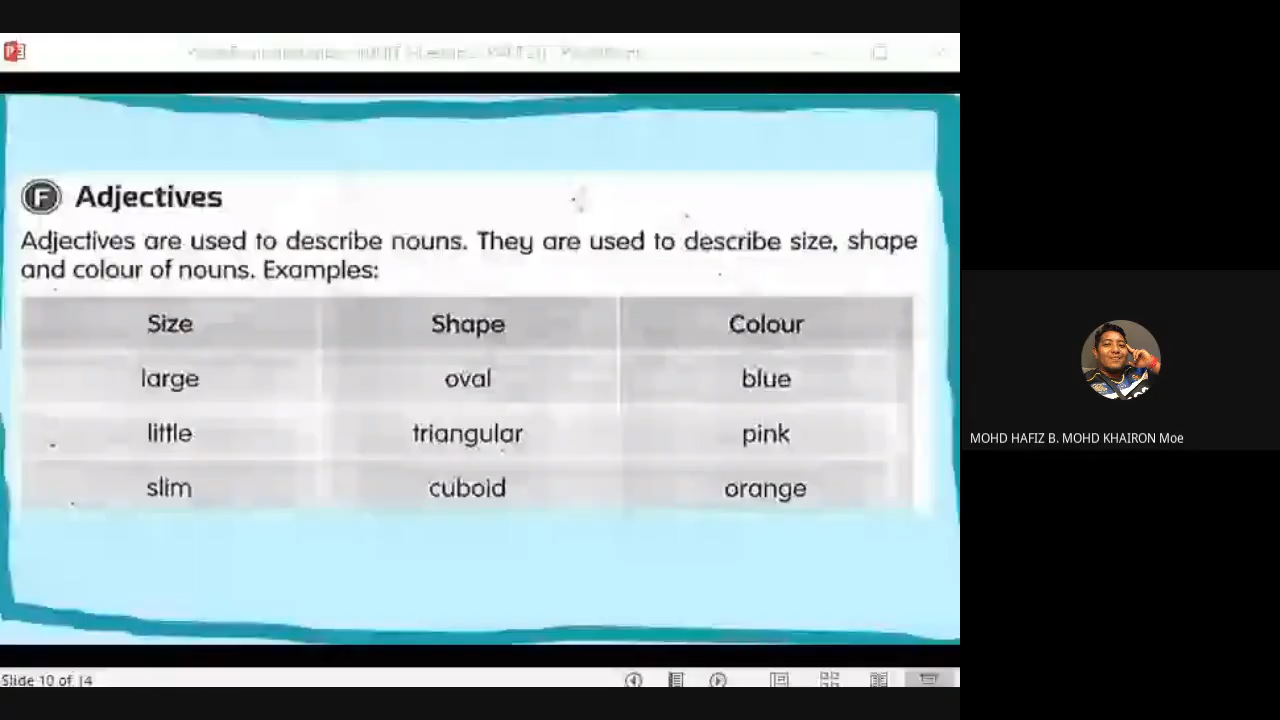 F Adjectives
Adjectives are used to describe nouns. They are used to describe size, shape
and colour of nouns. Examples:
Size Shape Colour
large oval blue
little triangular pink
slim cuboid orange
MOHD HAFIZ B. MOHD KHAIRON Moe
Slide 10 of 14